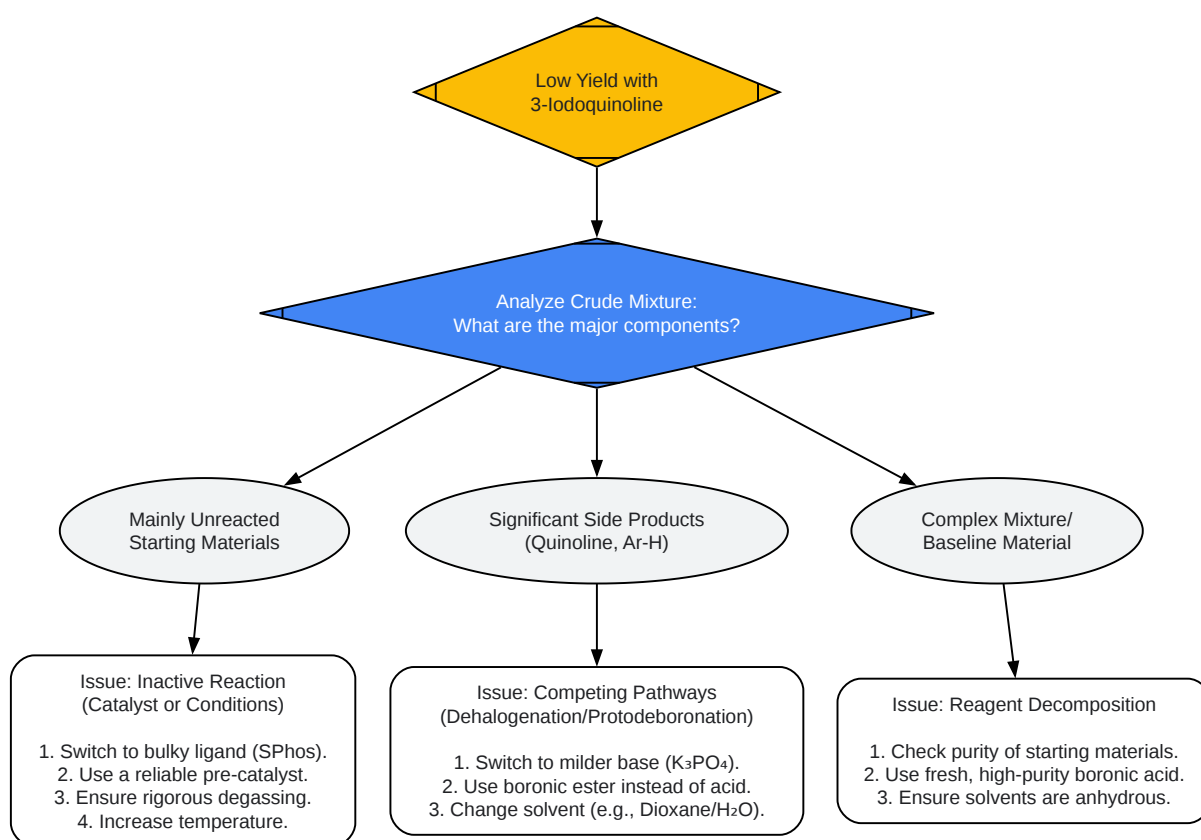 Low Yield with
3-Iodoquinoline
Analyze Crude Mixture:
What are the major components?
Mainly Unreacted
Starting Materials
Significant Side Products
(Quinoline, Ar-H)
Complex Mixture/
Baseline Material
Issue: Inactive Reaction
(Catalyst or Conditions)
1. Switch to bulky ligand (SPhos).
2. Use a reliable pre-catalyst.
3. Ensure rigorous degassing.
4. Increase temperature.
Issue: Competing Pathways
(Dehalogenation/Protodeboronation)
1. Switch to milder base (K₃PO₄).
2. Use boronic ester instead of acid.
3. Change solvent (e.g., Dioxane/H₂O).
Issue: Reagent Decomposition
1. Check purity of starting materials.
2. Use fresh, high-purity boronic acid.
3. Ensure solvents are anhydrous.